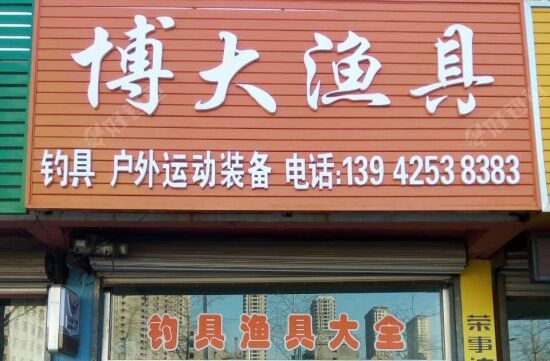 博大渔具
钓具 户外运动装备 电话:139 4253 8383
钓具渔具大全
荣事